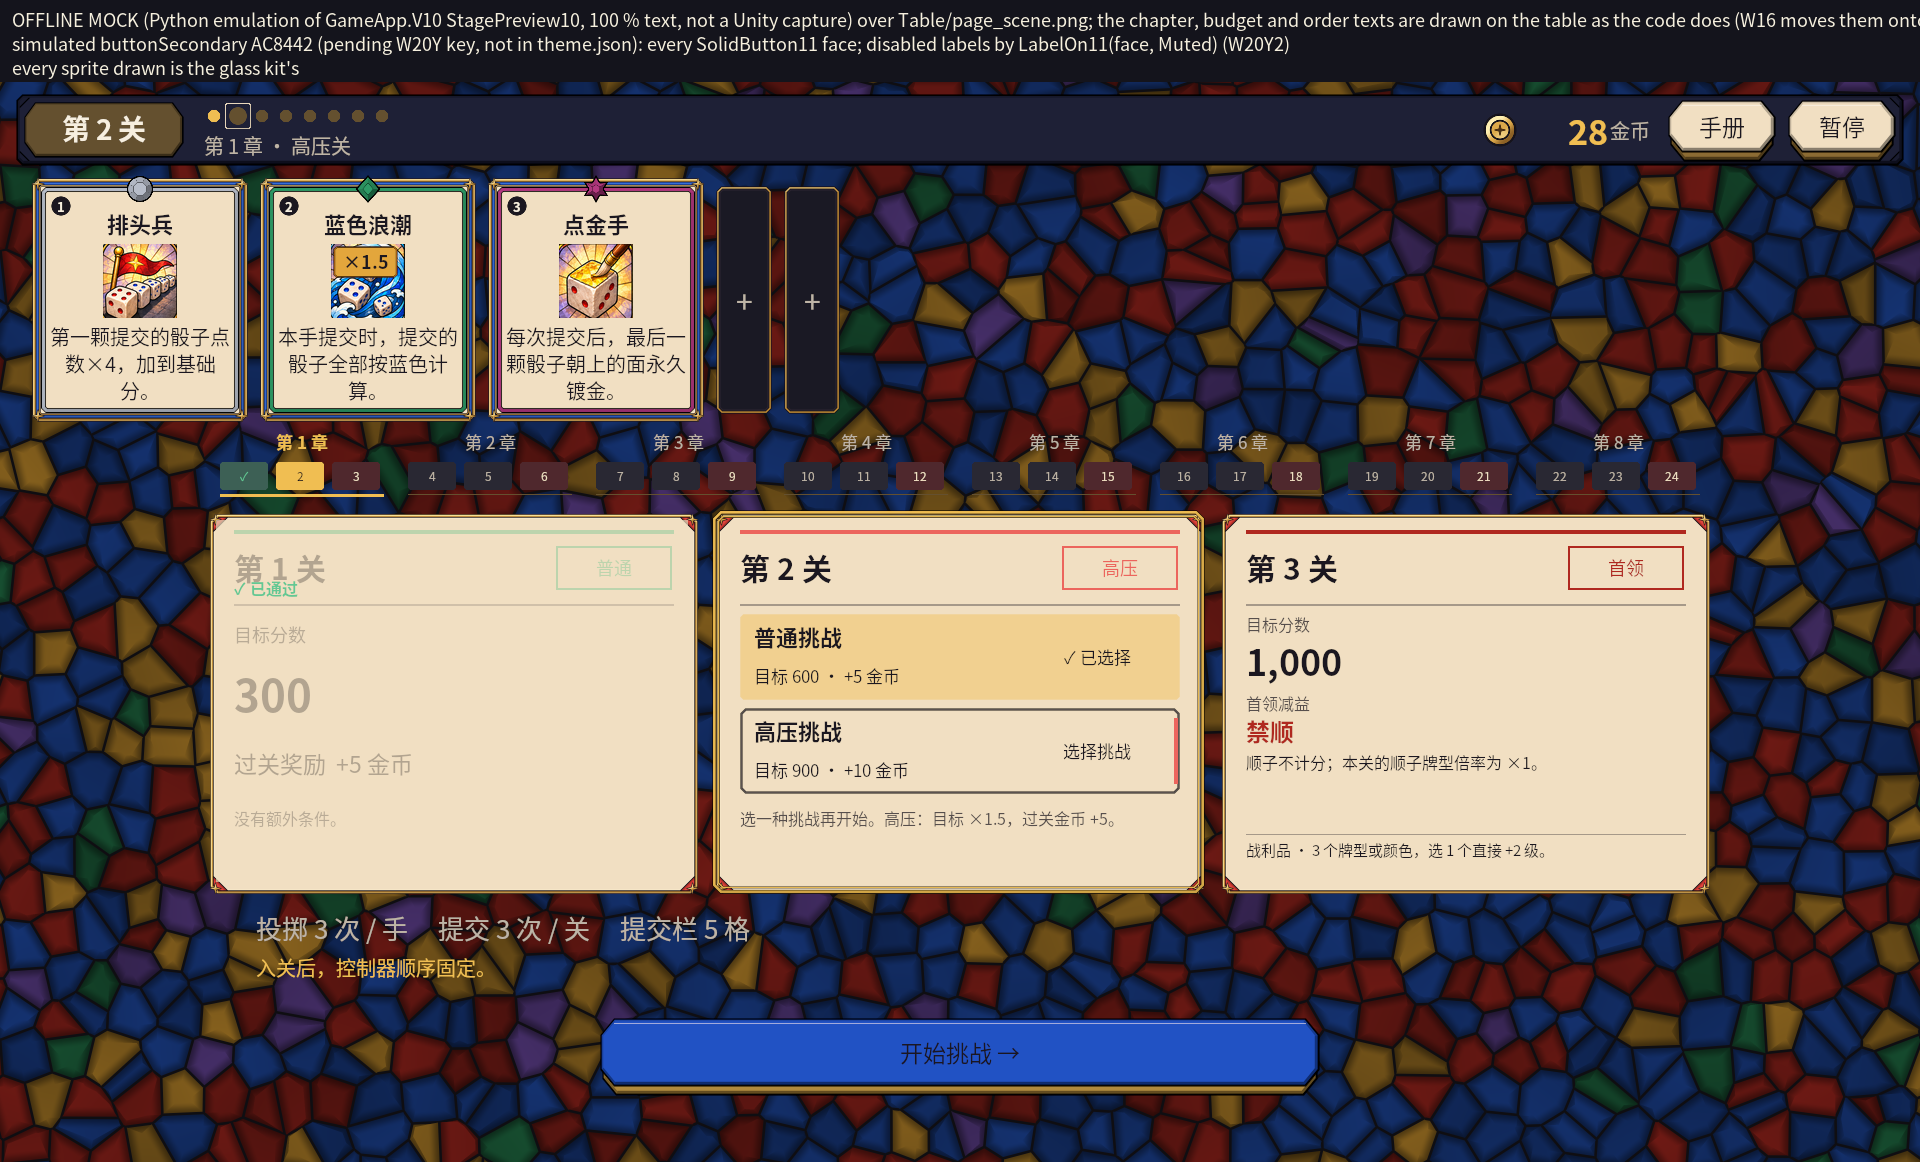 OFFLINE MOCK (Python emulation of GameApp.V10 StagePreview10, 100 % text, not a Unity capture) over Table/page_scene.png; the chapter, budget and order texts are drawn on the table as the code does (W16 moves them onto
simulated buttonSecondary AC8442 (pending W20Y key, not in theme.json): every SolidButton11 face; disabled labels by LabelOn11(face, Muted) (W20Y2)
every sprite drawn is the glass kit's
第 2 关
第 1 章 · 高压关
28 金币
手册
暂停
1
排头兵
第一颗提交的骰子点
数×4，加到基础
分。
2
蓝色浪潮
×1.5
本手提交时，提交的
骰子全部按蓝色计
算。
3
点金手
每次提交后，最后一
颗骰子朝上的面永久
镀金。
+
+
第 1 章
第 2 章
第 3 章
第 4 章
第 5 章
第 6 章
第 7 章
第 8 章
✓ 2 3
4 5 6
7 8 9
10 11 12
13 14 15
16 17 18
19 20 21
22 23 24
第 1 关
普通
✓ 已通过
目标分数
300
过关奖励 +5 金币
没有额外条件。
第 2 关
高压
普通挑战
目标 600 · +5 金币
✓ 已选择
高压挑战
目标 900 · +10 金币
选择挑战
选一种挑战再开始。高压：目标 ×1.5，过关金币 +5。
第 3 关
首领
目标分数
1,000
首领减益
禁顺
顺子不计分；本关的顺子牌型倍率为 ×1。
战利品 · 3 个牌型或颜色，选 1 个直接 +2 级。
投掷 3 次 / 手 提交 3 次 / 关 提交栏 5 格
入关后，控制器顺序固定。
开始挑战 →